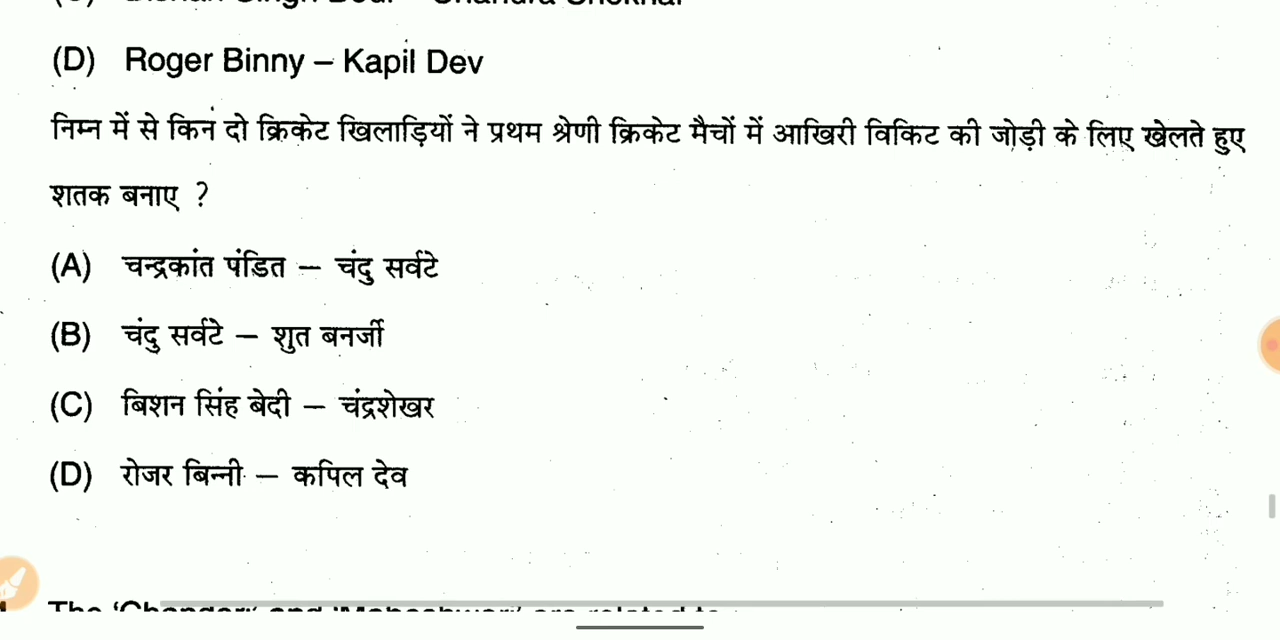 (D) Roger Binny – Kapil Dev
निम्न में से किन दो क्रिकेट खिलाड़ियों ने प्रथम श्रेणी क्रिकेट मैचों में आखिरी विकिट की जोड़ी के लिए खेलते हुए
शतक बनाए ?
(A) चन्द्रकांत पंडित – चंदु सर्वटे
(B) चंदु सर्वटे – शुत बनर्जी
(C) बिशन सिंह बेदी – चंद्रशेखर
(D) रोजर बिन्नी – कपिल देव